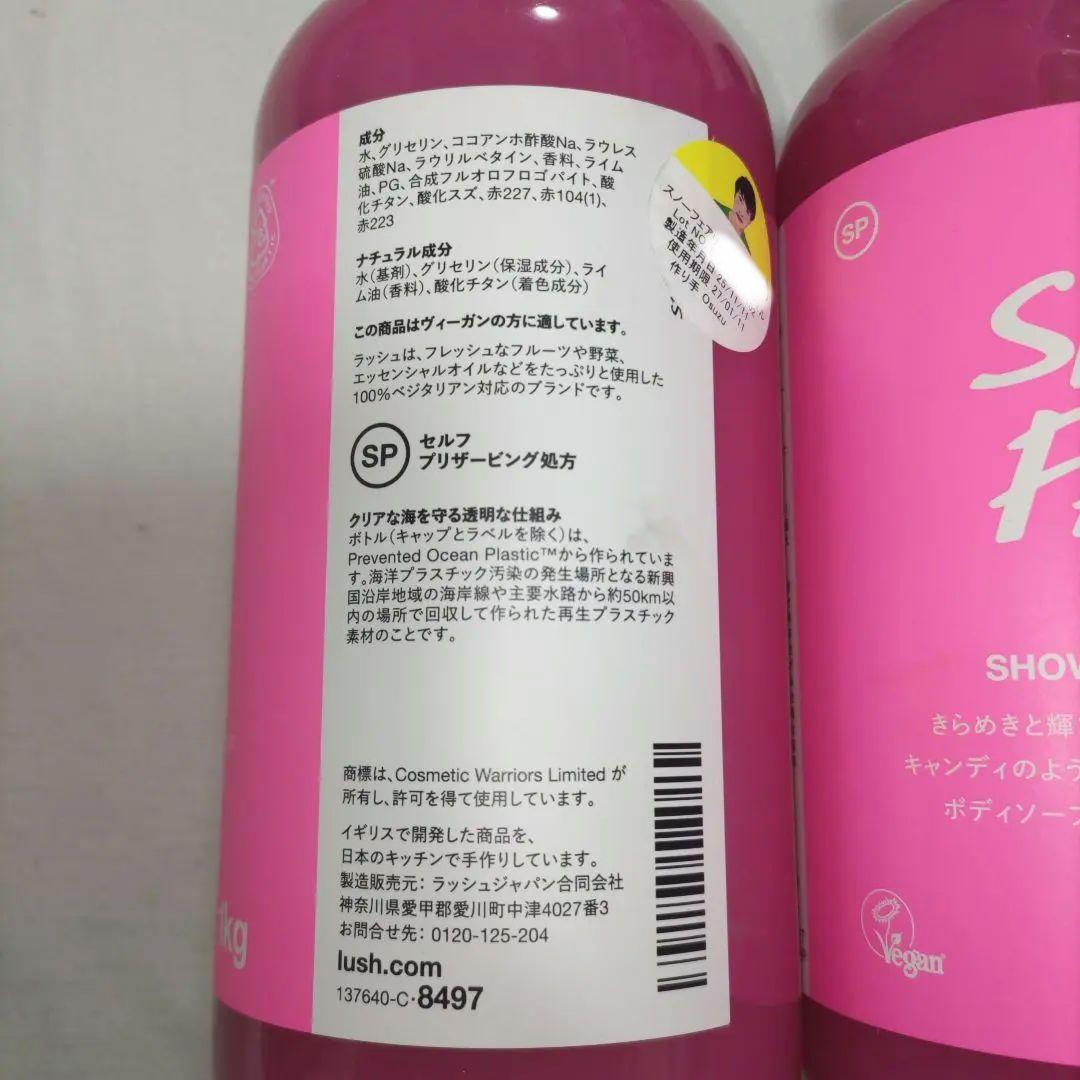 成分
水、グリセリン、ココアンホ酢酸Na、ラウレス
硫酸Na、ラウリルベタイン、香料、ライム
油、PG、合成フルオロフロゴパイト、酸
化チタン、酸化スズ、赤227、赤104(1)、
赤223
ナチュラル成分
水(基剤)、グリセリン(保湿成分)、ライ
ム油(香料)、酸化チタン(着色成分)
この商品はヴィーガンの方に適しています。
ラッシュは、フレッシュなフルーツや野菜、
エッセンシャルオイルなどをたっぷりと使用した
100%ベジタリアン対応のブランドです。
SP
セルフ
プリザービング処方
クリアな海を守る透明な仕組み
ボトル(キャップとラベルを除く)は、
Prevented Ocean Plastic™から作られていま
す。海洋プラスチック汚染の発生場所となる新興
国沿岸地域の海岸線や主要水路から約50km以
内の場所で回収して作られた再生プラスチック
素材のことです。
商標は、Cosmetic Warriors Limited が
所有し、許可を得て使用しています。
イギリスで開発した商品を、
日本のキッチンで手作りしています。
製造販売元: ラッシュジャパン合同会社
神奈川県愛甲郡愛川町中津4027番3
お問合せ先: 0120-125-204
lush.com
137640-C・8497
スノーフェア
Lot NO
製造年月日 25/11/11
使用期限 27/01/11
作り手 Osuzu
1kg
SP
SHOW
きらめきと輝
キャンディのよう
ボディソープ
Vegan